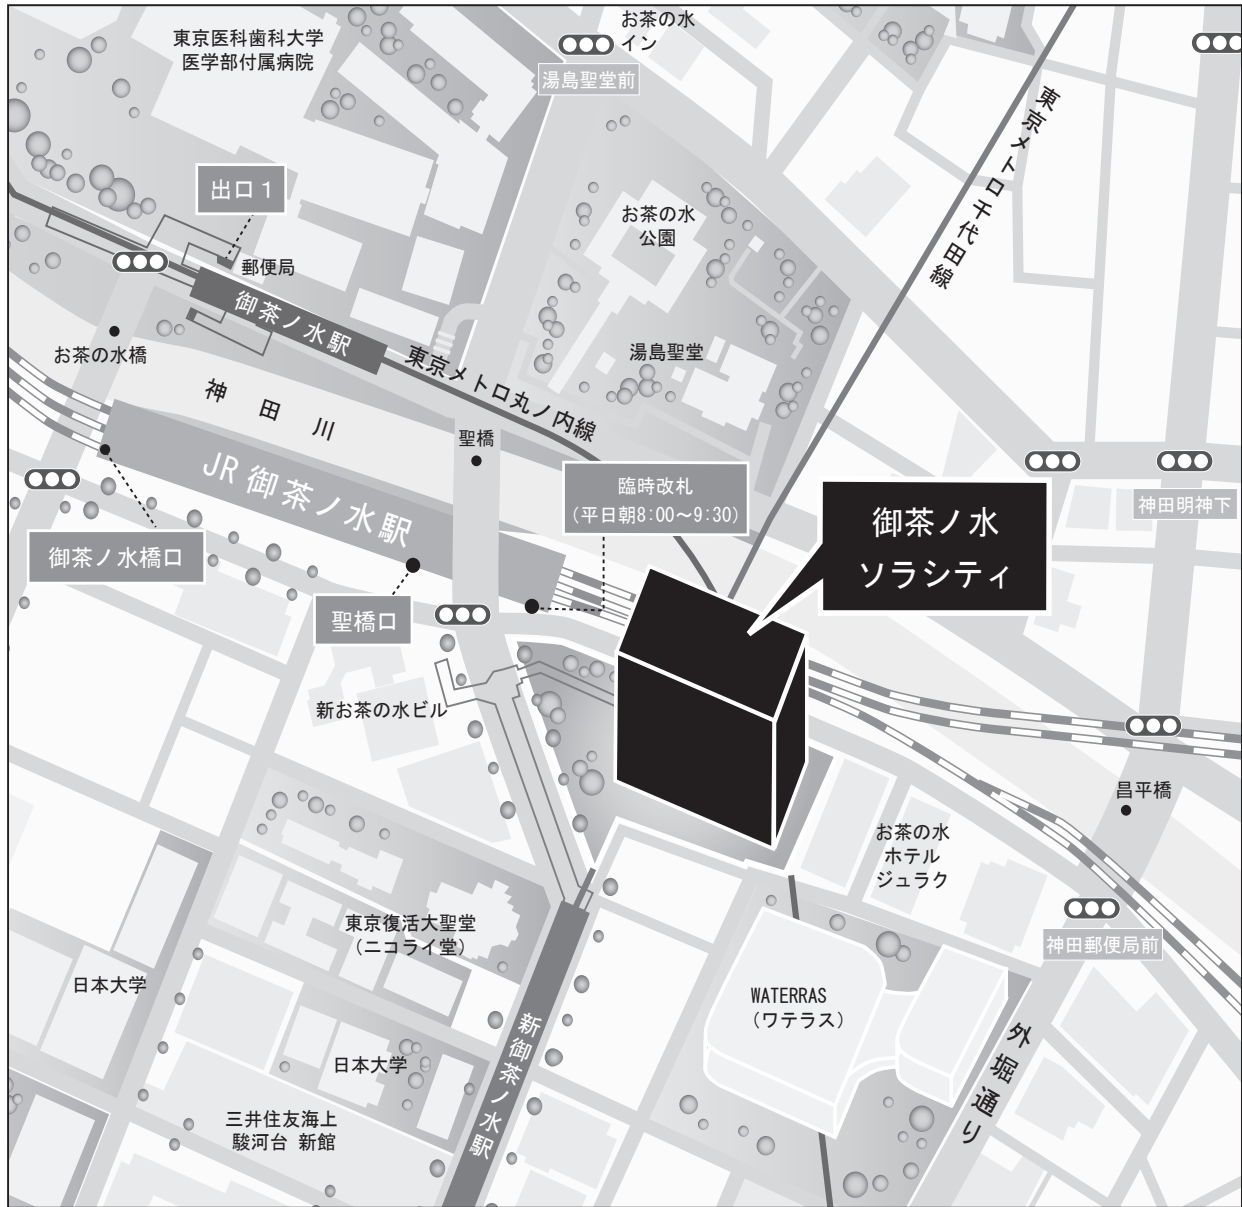 東京医科歯科大学
医学部付属病院
お茶の水
イン
湯島聖堂前
東京メトロ千代田線
出口１
お茶の水
公園
郵便局
御茶ノ水駅
お茶の水橋
湯島聖堂
東京メトロ丸ノ内線
神田川
聖橋
JR 御茶ノ水駅
臨時改札
(平日朝8:00〜9:30)
神田明神下
御茶ノ水
ソラシティ
御茶ノ水橋口
聖橋口
新お茶の水ビル
昌平橋
お茶の水
ホテル
ジュラク
東京復活大聖堂
（ニコライ堂）
神田郵便局前
日本大学
WATERRAS
（ワテラス）
新御茶ノ水駅
外堀通り
日本大学
三井住友海上
駿河台 新館